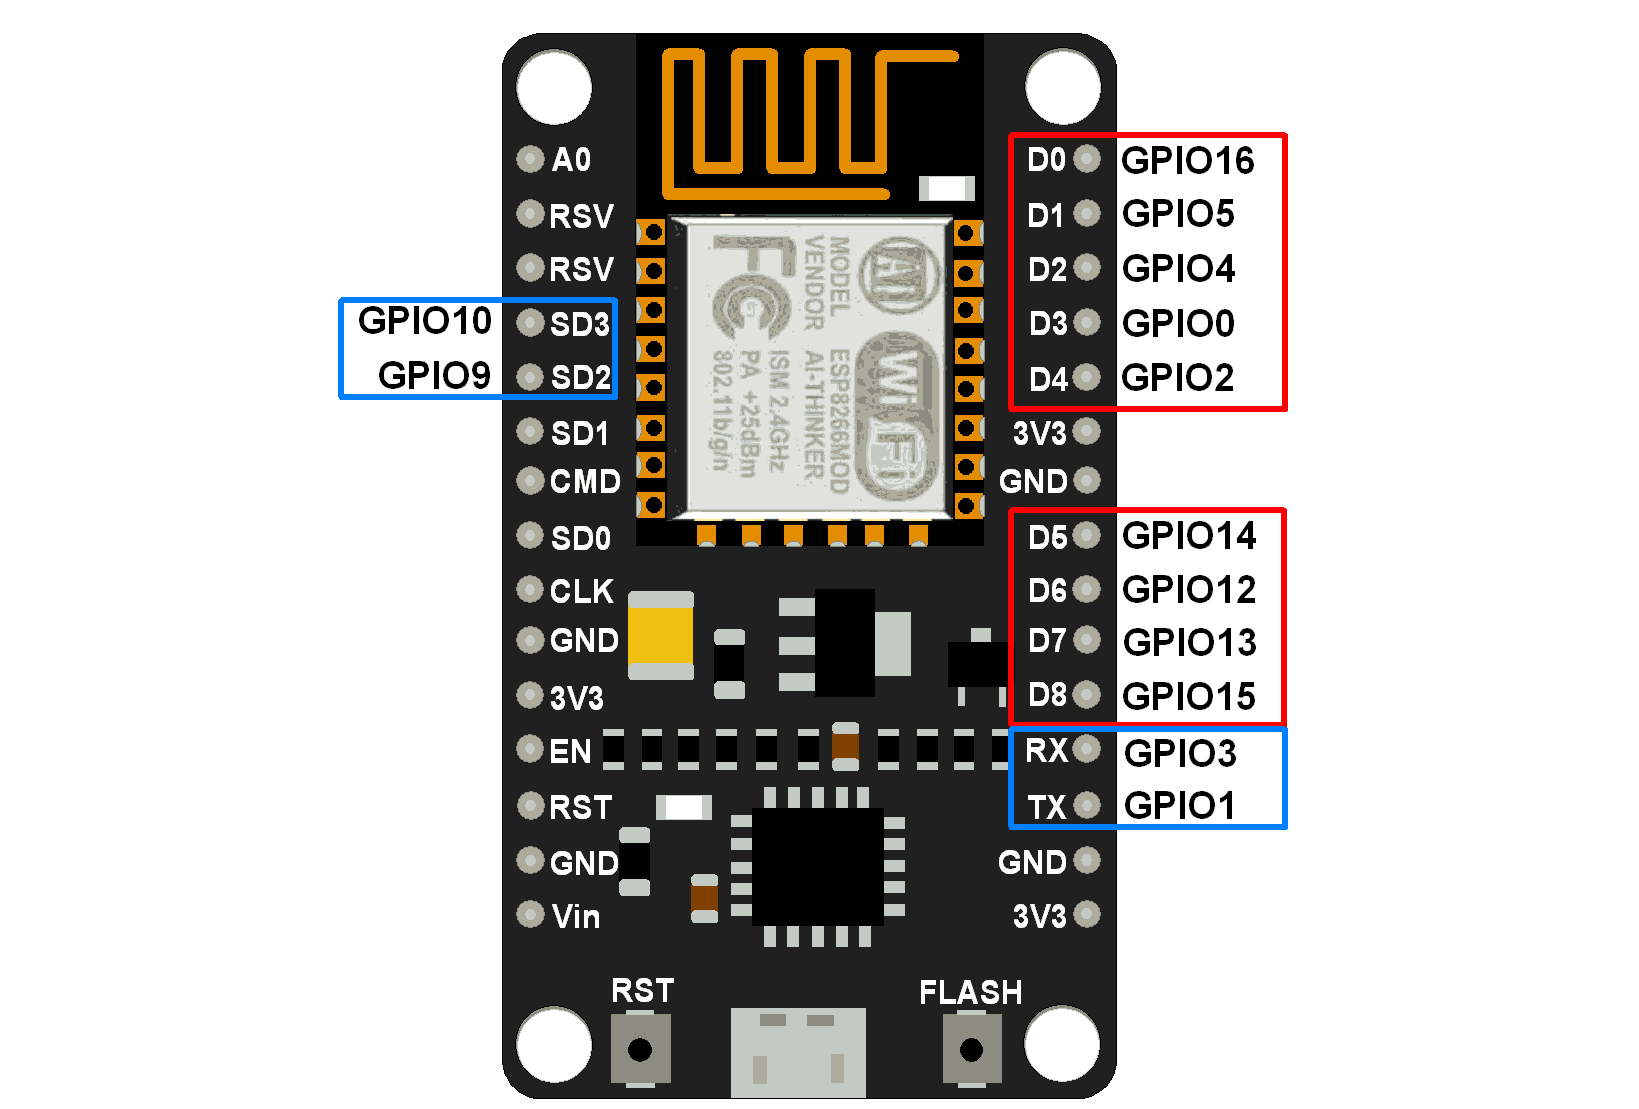 A0
RSV
RSV
GPIO10 SD3
GPIO9 SD2
SD1
CMD
SD0
CLK
GND
3V3
EN
RST
GND
Vin
RST
FC
MODEL ESP8266MOD
VENDOR AI-THINKER
ISM 2.4GHz
PA +25dBm
802.11b/g/n
Ai
WiFi
D0 GPIO16
D1 GPIO5
D2 GPIO4
D3 GPIO0
D4 GPIO2
3V3
GND
D5 GPIO14
D6 GPIO12
D7 GPIO13
D8 GPIO15
RX GPIO3
TX GPIO1
GND
3V3
FLASH